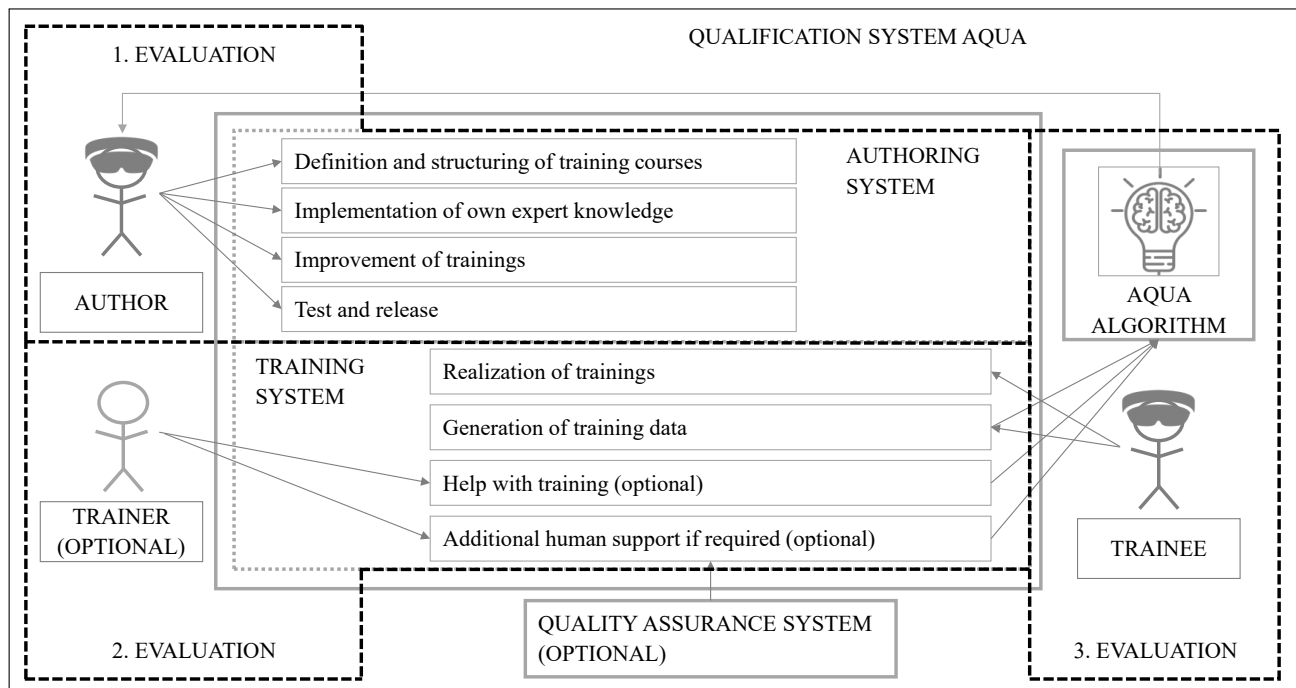 1. EVALUATION
QUALIFICATION SYSTEM AQUA
Definition and structuring of training courses
Implementation of own expert knowledge
Improvement of trainings
Test and release
AUTHORING
SYSTEM
AUTHOR
AQUA
ALGORITHM
TRAINING
SYSTEM
Realization of trainings
Generation of training data
Help with training (optional)
Additional human support if required (optional)
TRAINER
(OPTIONAL)
TRAINEE
QUALITY ASSURANCE SYSTEM
(OPTIONAL)
2. EVALUATION
3. EVALUATION